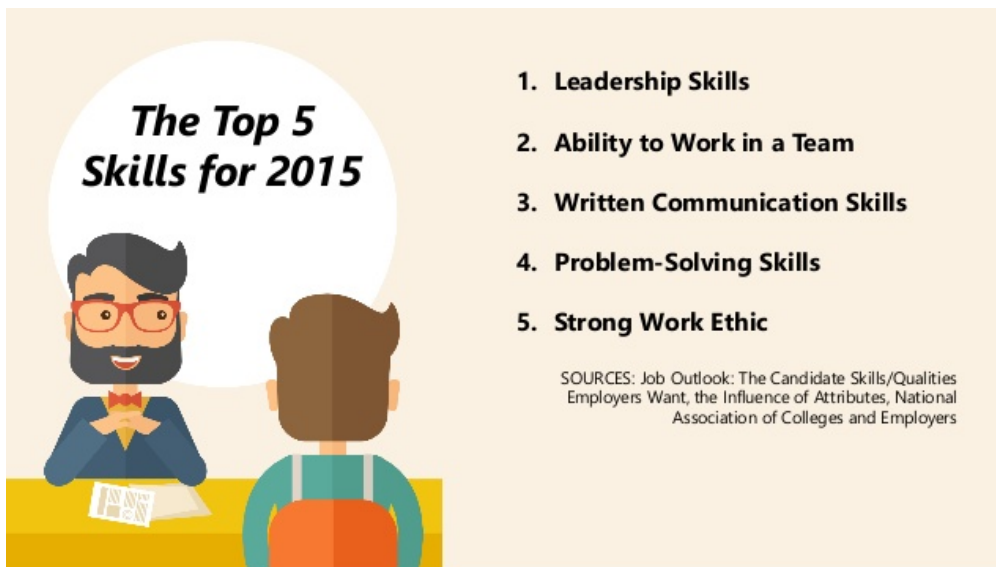 The Top 5
Skills for 2015
1. Leadership Skills
2. Ability to Work in a Team
3. Written Communication Skills
4. Problem-Solving Skills
5. Strong Work Ethic
SOURCES: Job Outlook: The Candidate Skills/Qualities
Employers Want, the Influence of Attributes, National
Association of Colleges and Employers